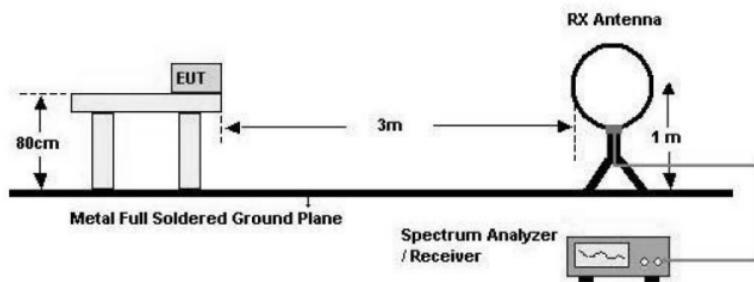 RX Antenna
EUT
3m
80cm
1 m
Metal Full Soldered Ground Plane
Spectrum Analyzer
/ Receiver